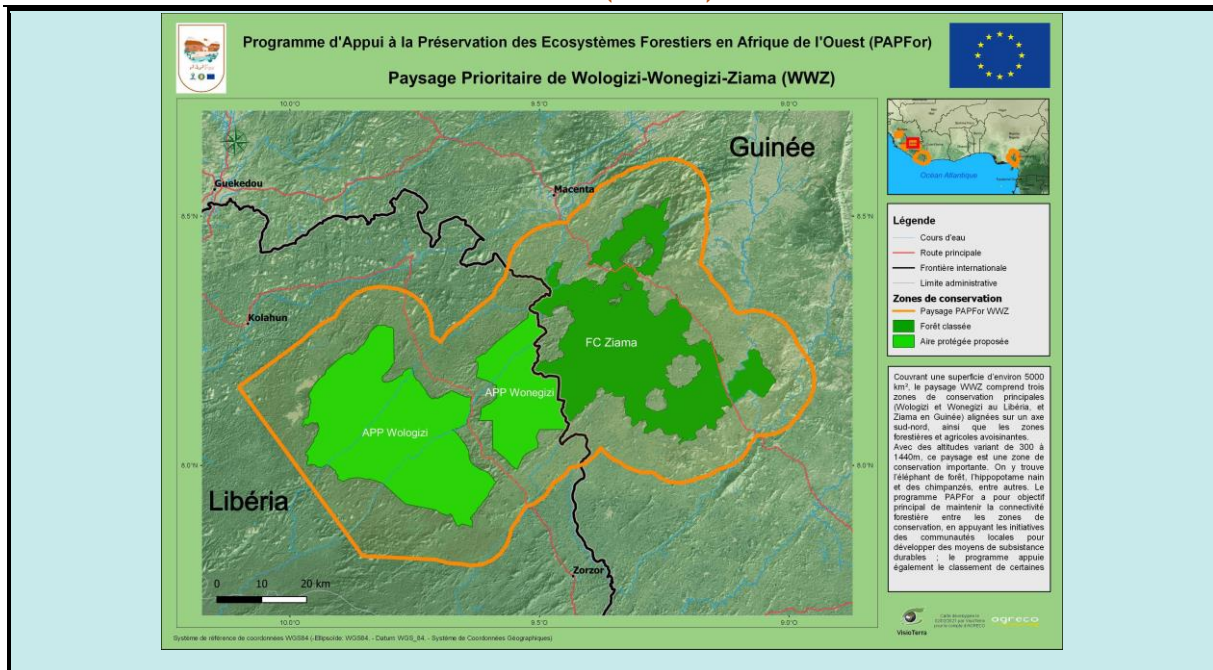 Programme d'Appui à la Préservation des Ecosystèmes Forestiers en Afrique de l'Ouest (PAPFor)
Paysage Prioritaire de Wologizi-Wonegizi-Ziama (WWZ)
10.0°O
9.5°O
9.0°O
Guinée
Guekedou
Macenta
8.5°N
8.5°N
Kolahun
FC Ziama
APP Wonegizi
APP Wologizi
8.0°N
8.0°N
Libéria
Zorzor
0 10 20 km
10.0°O
9.5°O
9.0°O
Système de référence de coordonnées WGS84 (-Ellipsoïde: WGS84, - Datum: WGS_84, - Système de Coordonnées Géographiques)
Océan Atlantique
Légende
Cours d'eau
Route principale
Frontière internationale
Limite administrative
Zones de conservation
Paysage PAPFor WWZ
Forêt classée
Aire protégée proposée
Couvrant une superficie d'environ 5000
km², le paysage WWZ comprend trois
zones de conservation principales
(Wologizi et Wonegizi au Libéria, et
Ziama en Guinée) alignées sur un axe
sud-nord, ainsi que les zones
forestières et agricoles avoisinantes.
Avec des altitudes variant de 300 à
1440m, ce paysage est une zone de
conservation importante. On y trouve
l'éléphant de forêt, l'hippopotame nain
et des chimpanzés, entre autres. Le
programme PAPFor a pour objectif
principal de maintenir la connectivité
forestière entre les zones de
conservation, en appuyant les initiatives
des communautés locales pour
développer des moyens de subsistance
durables ; le programme appuie
également le classement de certaines
VisioTerra
agreco